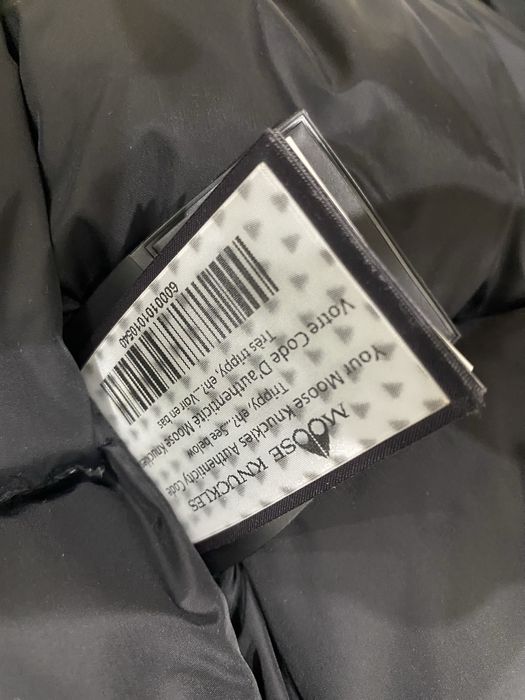 MOOSE KNUCKLES
Your Moose Knuckles Authenticity Code
Trippy, eh?...See below
Votre Code D'authenticité Moose Knuckles
Très trippy, eh?...Voir en bas
6000101010540